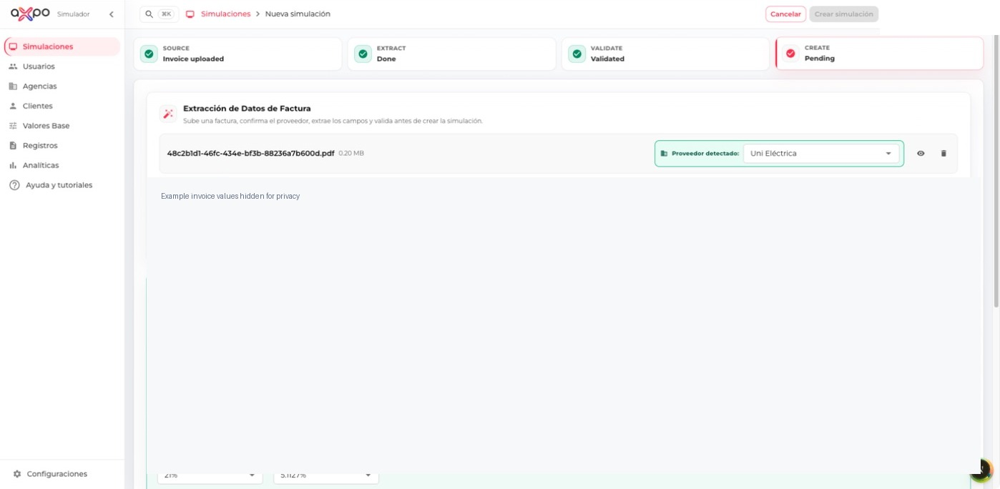 axpo Simulador
⌘K Simulaciones > Nueva simulación Cancelar Crear simulación
Simulaciones
Usuarios
Agencias
Clientes
Valores Base
Registros
Analíticas
Ayuda y tutoriales
Configuraciones
SOURCE
Invoice uploaded
EXTRACT
Done
VALIDATE
Validated
CREATE
Pending
Extracción de Datos de Factura
Sube una factura, confirma el proveedor, extrae los campos y valida antes de crear la simulación.
48c2b1d1-46fc-434e-bf3b-88236a7b600d.pdf 0.20 MB
Proveedor detectado: Uni Eléctrica
Example invoice values hidden for privacy
21% 5.1127%